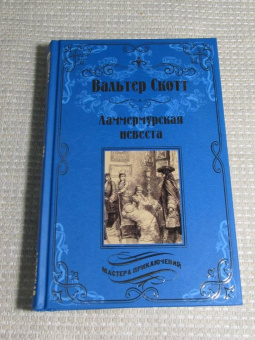 Вальтер Скотт
Ламмермурская
невеста
МАСТЕРА ПРИКЛЮЧЕНИЙ